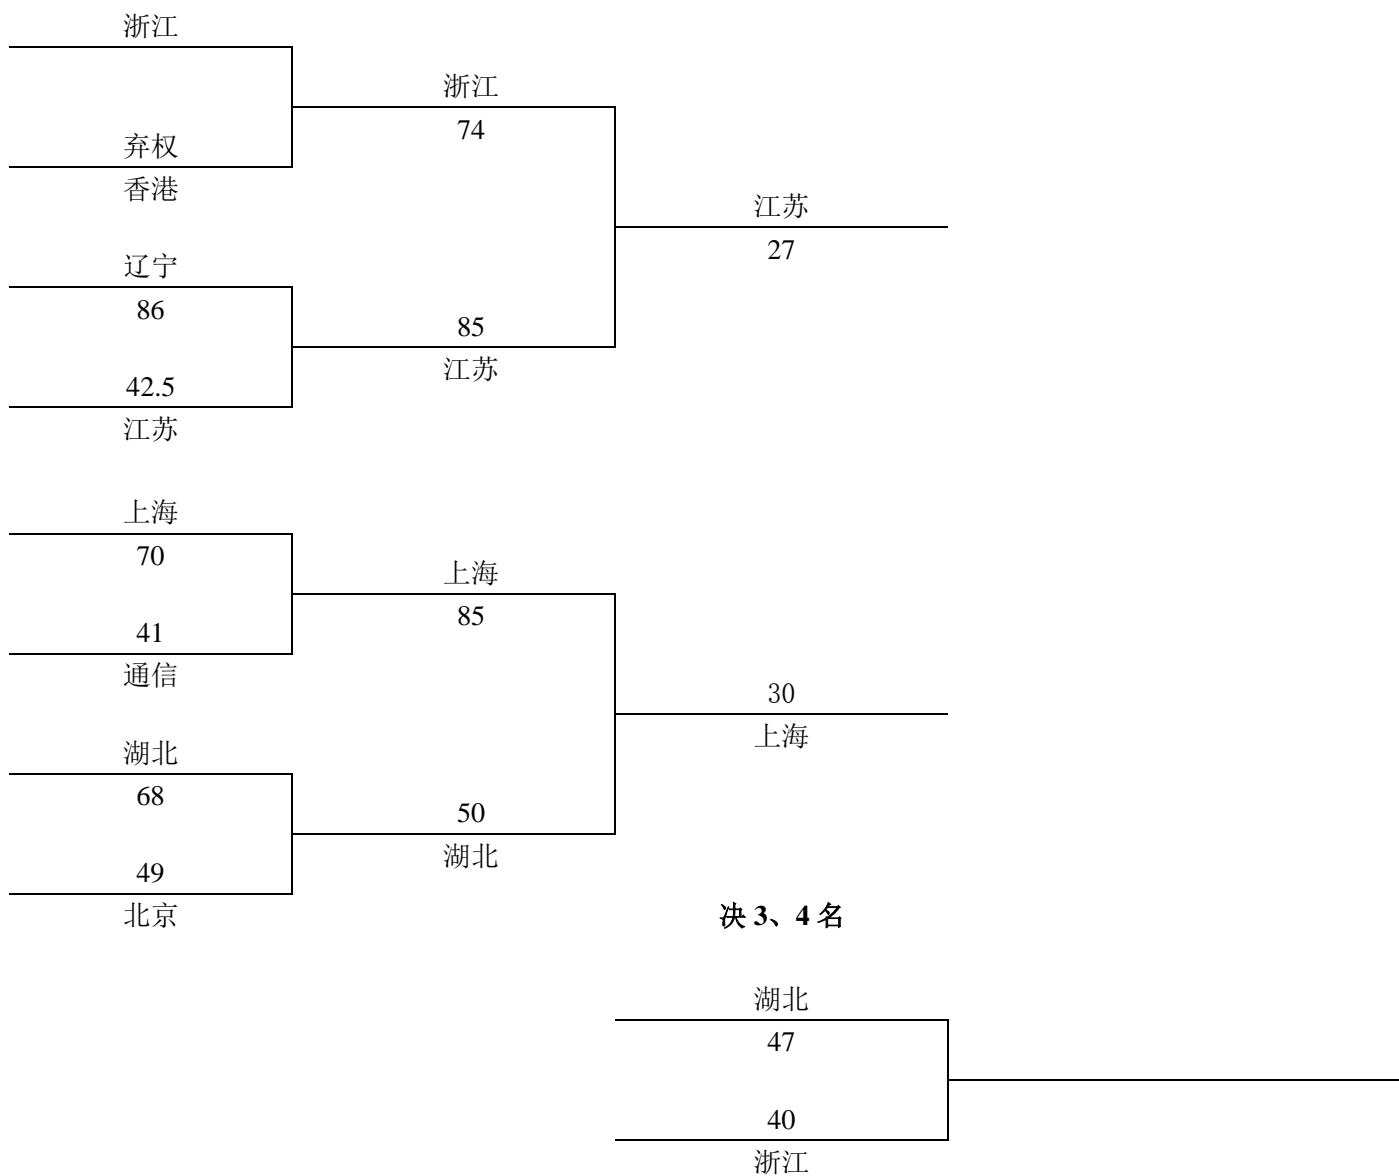 浙江
弃权
香港
辽宁
86
42.5
江苏
上海
70
41
通信
湖北
68
49
北京
浙江
74
85
江苏
上海
85
50
湖北
江苏
27
30
上海
决 3、4 名
湖北
47
40
浙江